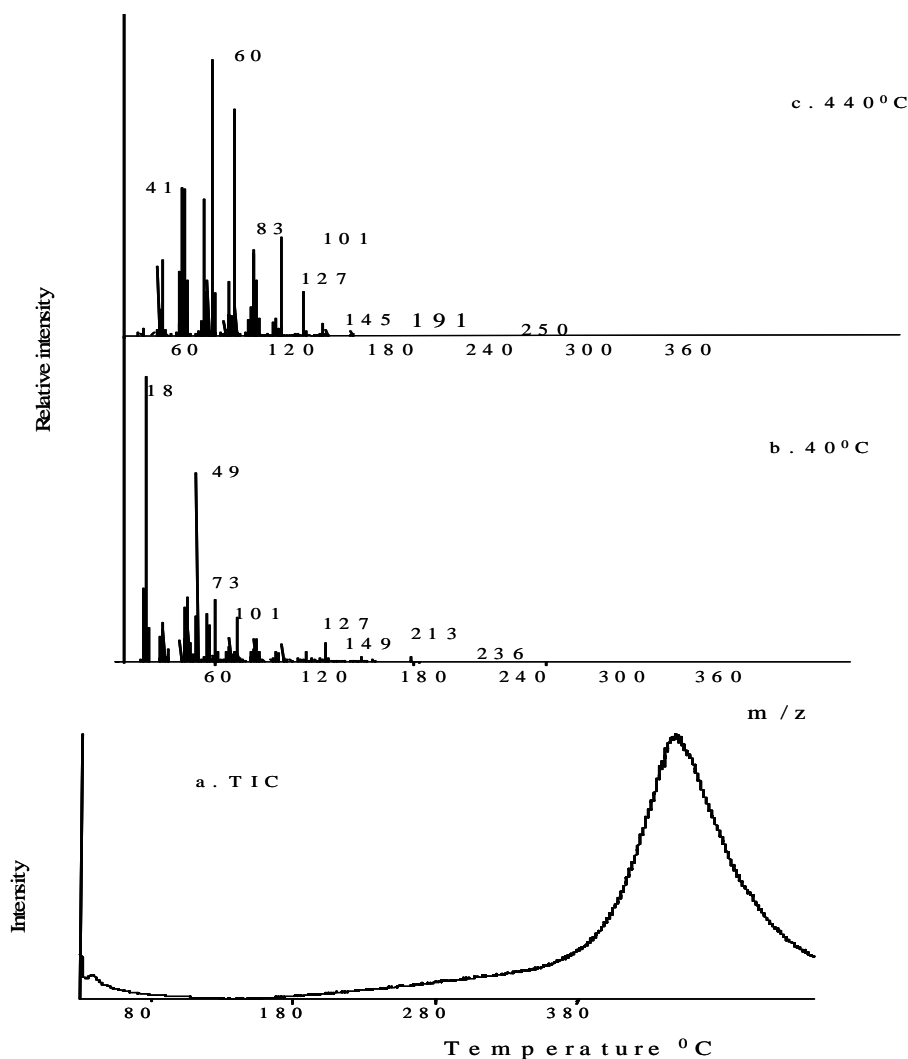 60
c. 440⁰C
41
83
101
127
145 191 250
60 120 180 240 300 360
Relative intensity
18
b. 40⁰C
49
73
101
127
149
213
236
60 120 180 240 300 360
m/z
a. TIC
Intensity
80 180 280 380
Temperature ⁰C